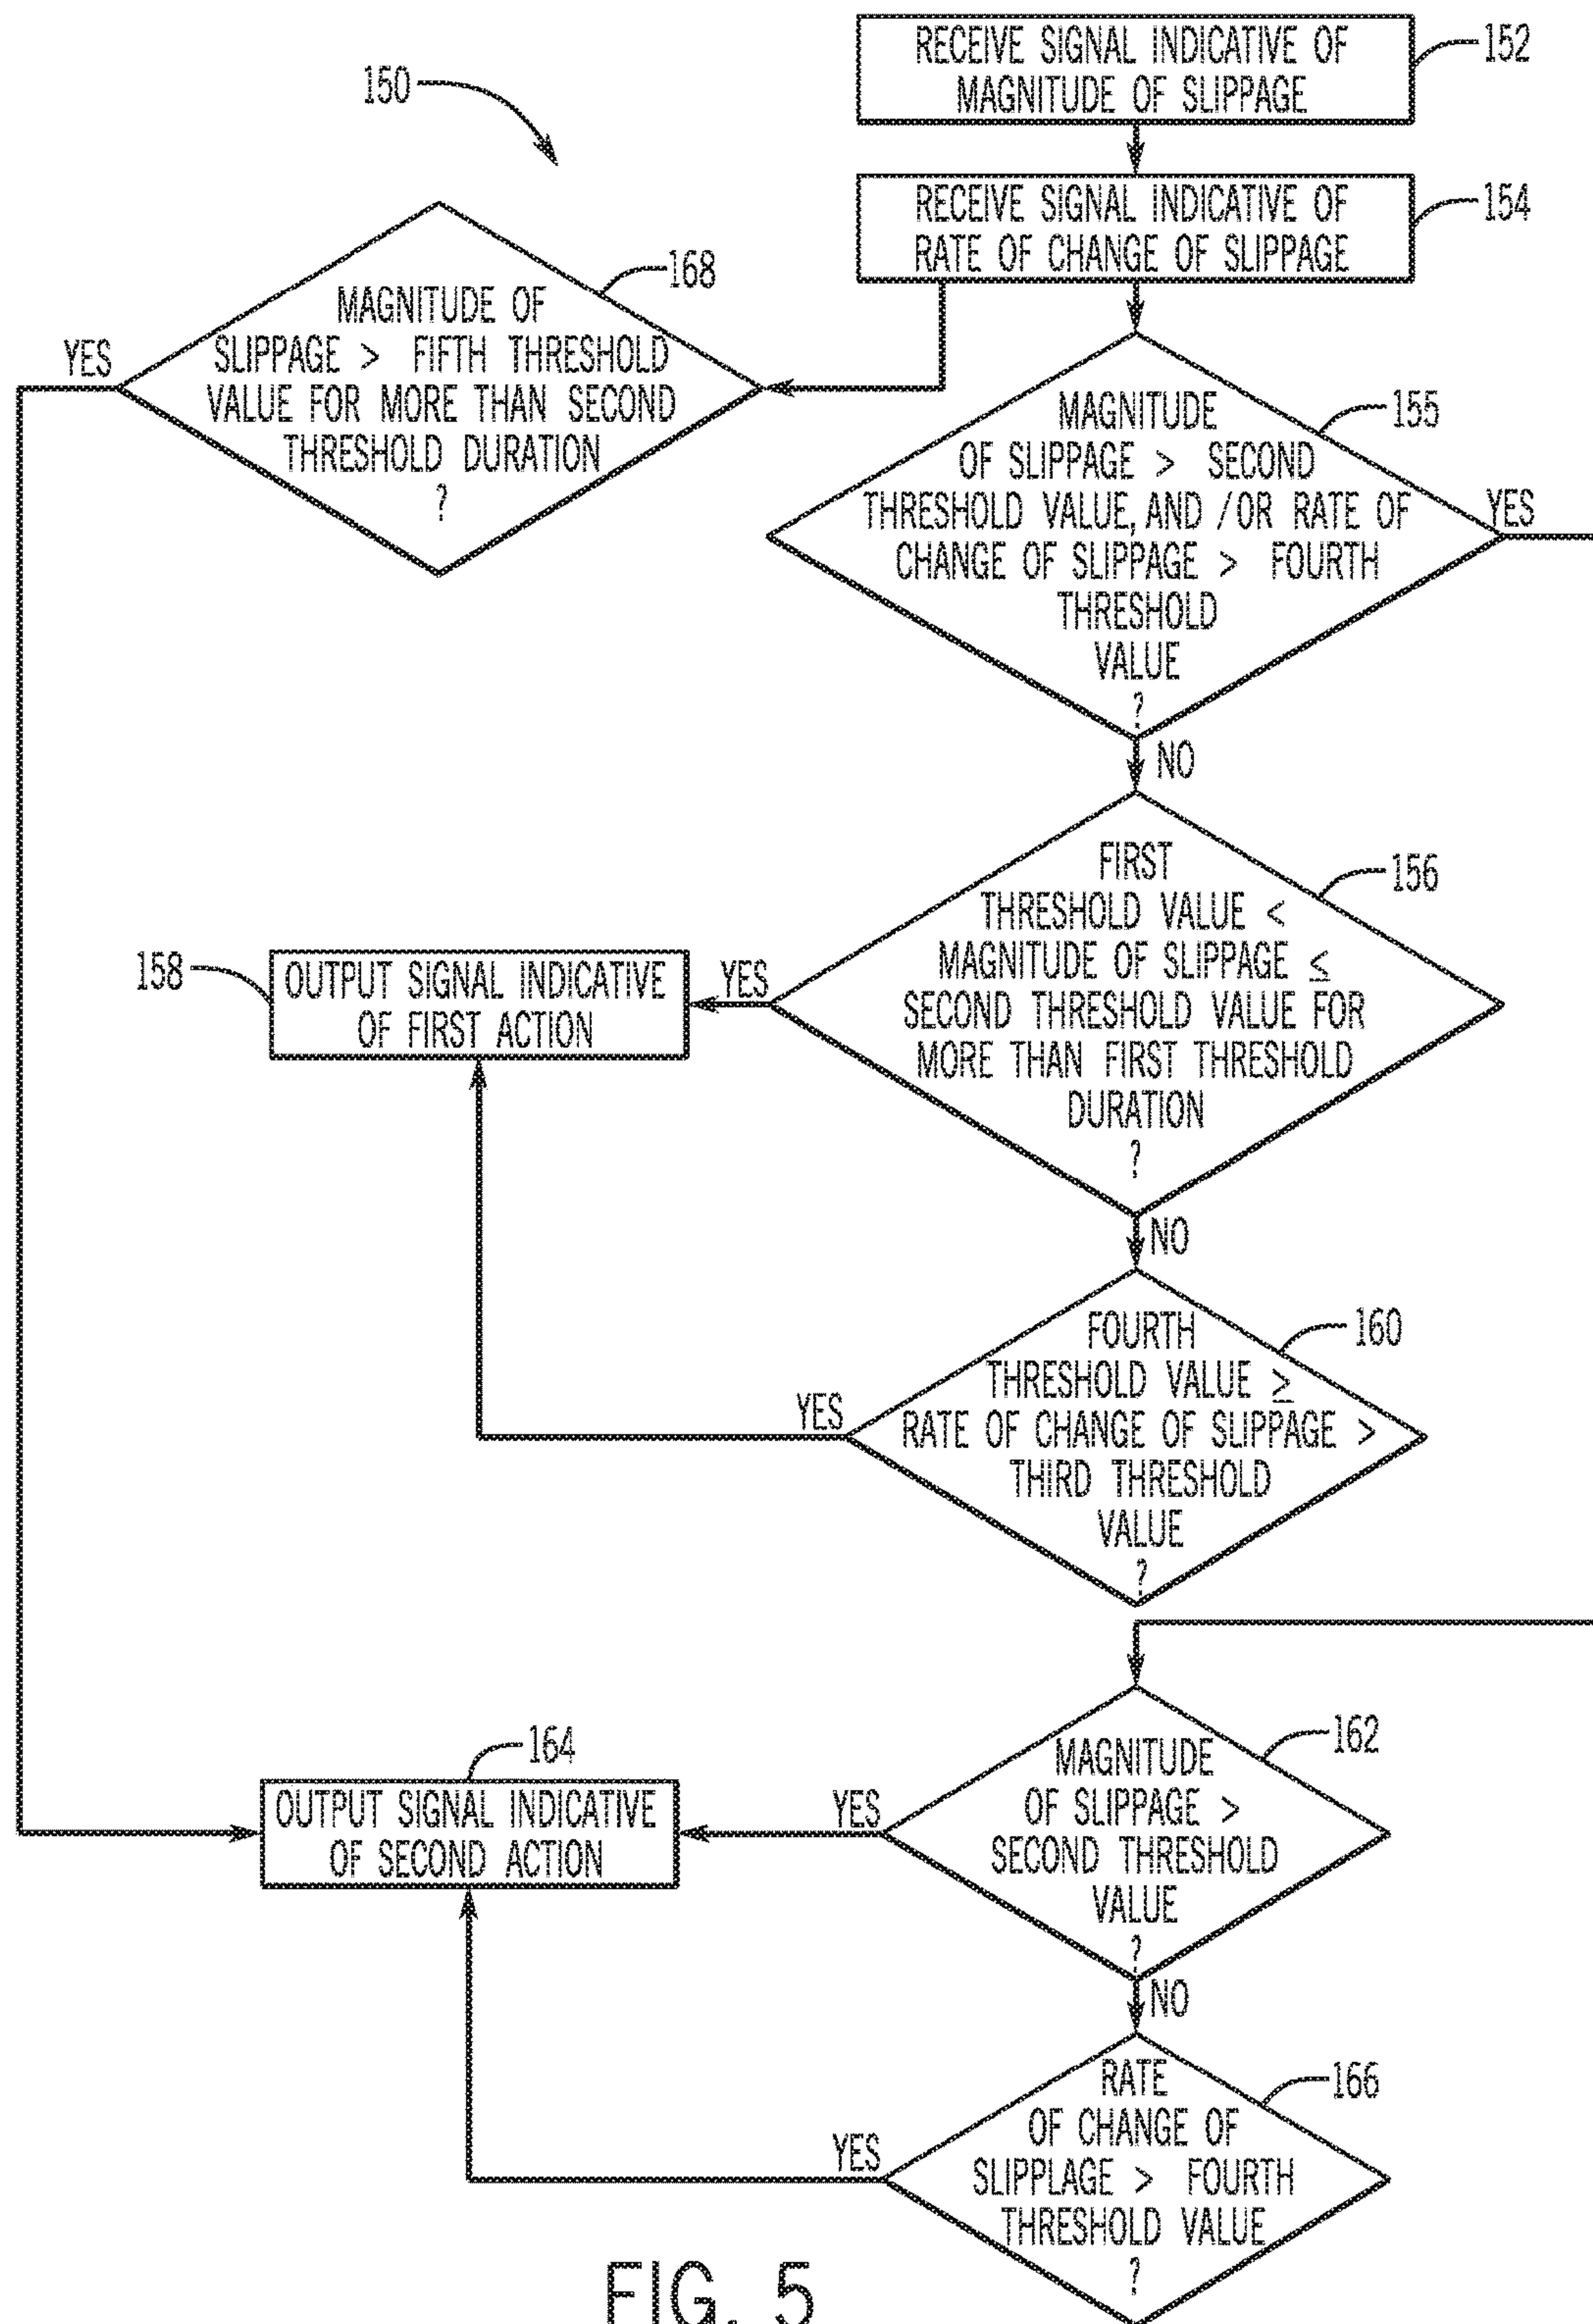 150
RECEIVE SIGNAL INDICATIVE OF
MAGNITUDE OF SLIPPAGE
152
RECEIVE SIGNAL INDICATIVE OF
RATE OF CHANGE OF SLIPPAGE
154
MAGNITUDE OF
SLIPPAGE > FIFTH THRESHOLD
VALUE FOR MORE THAN SECOND
THRESHOLD DURATION
?
168
YES
MAGNITUDE
OF SLIPPAGE > SECOND
THRESHOLD VALUE, AND /OR RATE OF
CHANGE OF SLIPPAGE > FOURTH
THRESHOLD
VALUE
?
155
YES
NO
FIRST
THRESHOLD VALUE <
MAGNITUDE OF SLIPPAGE ≤
SECOND THRESHOLD VALUE FOR
MORE THAN FIRST THRESHOLD
DURATION
?
156
YES
158
OUTPUT SIGNAL INDICATIVE
OF FIRST ACTION
NO
FOURTH
THRESHOLD VALUE ≥
RATE OF CHANGE OF SLIPPAGE >
THIRD THRESHOLD
VALUE
?
160
YES
MAGNITUDE
OF SLIPPAGE >
SECOND THRESHOLD
VALUE
?
162
YES
164
OUTPUT SIGNAL INDICATIVE
OF SECOND ACTION
NO
RATE
OF CHANGE OF
SLIPPLAGE > FOURTH
THRESHOLD VALUE
?
166
YES
FIG. 5